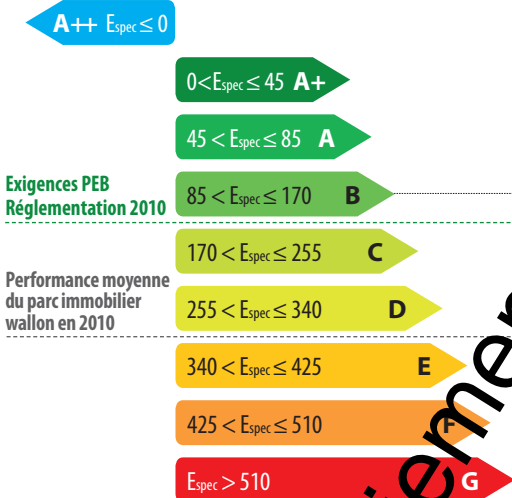 A++ Espec ≤ 0
0<Espec ≤ 45 A+
45 < Espec ≤ 85 A
Exigences PEB
Réglementation 2010
85 < Espec ≤ 170 B
170 < Espec ≤ 255 C
Performance moyenne
du parc immobilier
wallon en 2010
255 < Espec ≤ 340 D
340 < Espec ≤ 425 E
425 < Espec ≤ 510 F
Espec > 510 G